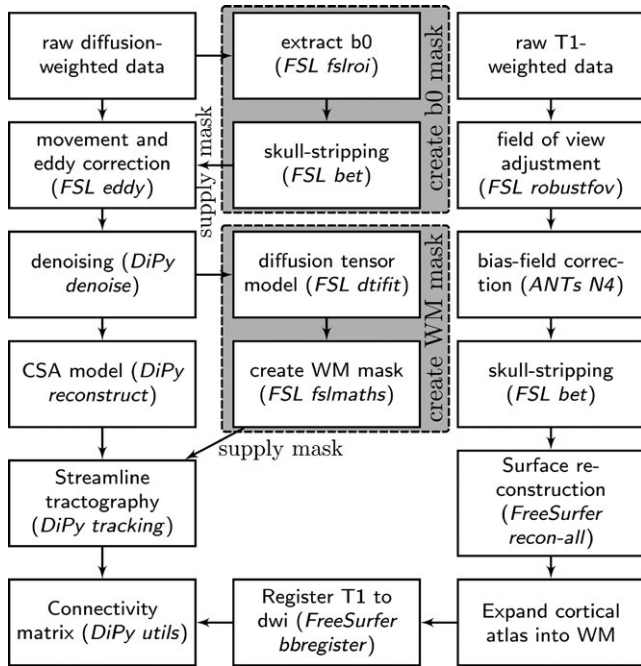 raw diffusion-
weighted data
extract b0
(FSL fslroi)
create b0 mask
raw T1-
weighted data
movement and
eddy correction
(FSL eddy)
supply mask
skull-stripping
(FSL bet)
field of view
adjustment
(FSL robustfov)
denoising (DiPy
denoise)
diffusion tensor
model (FSL dtifit)
create WM mask
bias-field correc-
tion (ANTs N4)
CSA model (DiPy
reconstruct)
create WM mask
(FSL fslmaths)
skull-stripping
(FSL bet)
supply mask
Streamline
tractography
(DiPy tracking)
Surface re-
construction
(FreeSurfer
recon-all)
Connectivity
matrix (DiPy utils)
Register T1 to
dwi (FreeSurfer
bbregister)
Expand cortical
atlas into WM